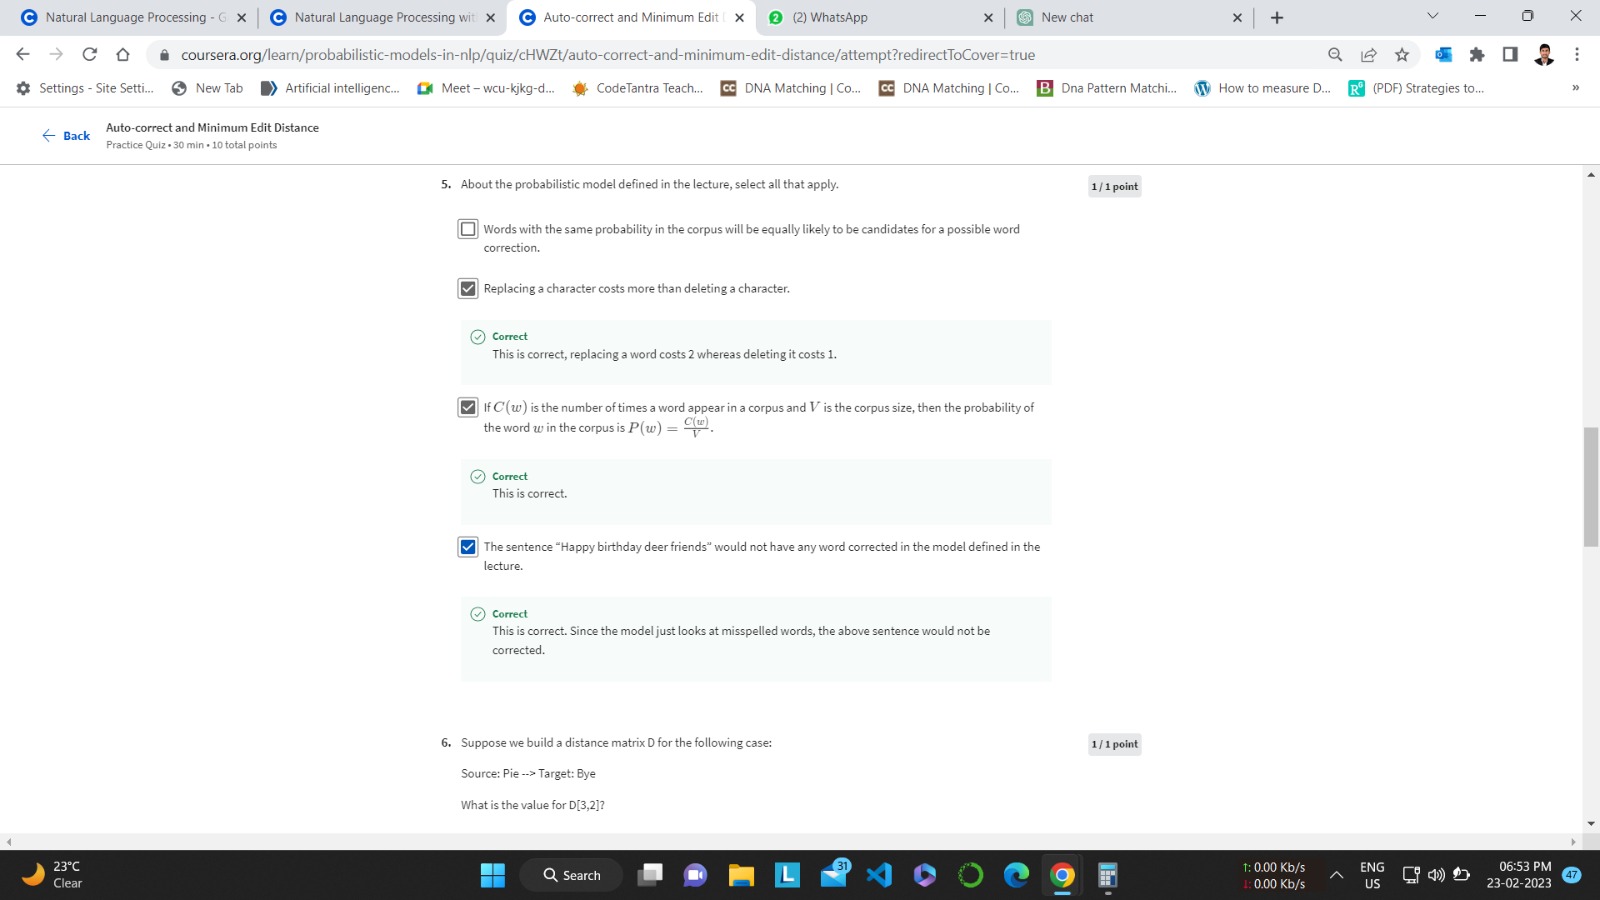 Natural Language Processing - G
Natural Language Processing wit
Auto-correct and Minimum Edit
(2) WhatsApp
New chat
coursera.org/learn/probabilistic-models-in-nlp/quiz/cHWZt/auto-correct-and-minimum-edit-distance/attempt?redirectToCover=true
Settings - Site Setti...
New Tab
Artificial intelligenc...
Meet – wcu-kjkg-d...
CodeTantra Teach...
CC DNA Matching | Co...
CC DNA Matching | Co...
B Dna Pattern Matchi...
How to measure D...
(PDF) Strategies to...
»
Back
Auto-correct and Minimum Edit Distance
Practice Quiz • 30 min • 10 total points
5. About the probabilistic model defined in the lecture, select all that apply.
1 / 1 point
Words with the same probability in the corpus will be equally likely to be candidates for a possible word
correction.
Replacing a character costs more than deleting a character.
Correct
This is correct, replacing a word costs 2 whereas deleting it costs 1.
If C(w) is the number of times a word appear in a corpus and V is the corpus size, then the probability of
the word w in the corpus is P(w) = C(w)/V.
Correct
This is correct.
The sentence “Happy birthday deer friends” would not have any word corrected in the model defined in the
lecture.
Correct
This is correct. Since the model just looks at misspelled words, the above sentence would not be
corrected.
6. Suppose we build a distance matrix D for the following case:
1 / 1 point
Source: Pie --> Target: Bye
What is the value for D[3,2]?
23°C
Clear
Search
31
↑: 0.00 Kb/s
↓: 0.00 Kb/s
ENG
US
06:53 PM
23-02-2023
47